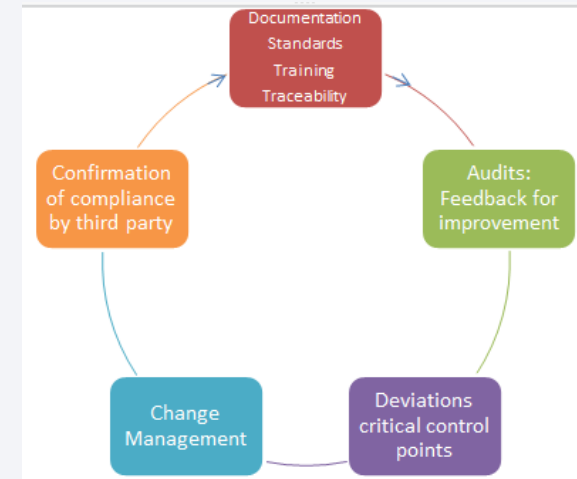 Documentation
Standards
Training
Traceability
Audits:
Feedback for
improvement
Deviations
critical control
points
Change
Management
Confirmation
of compliance
by third party